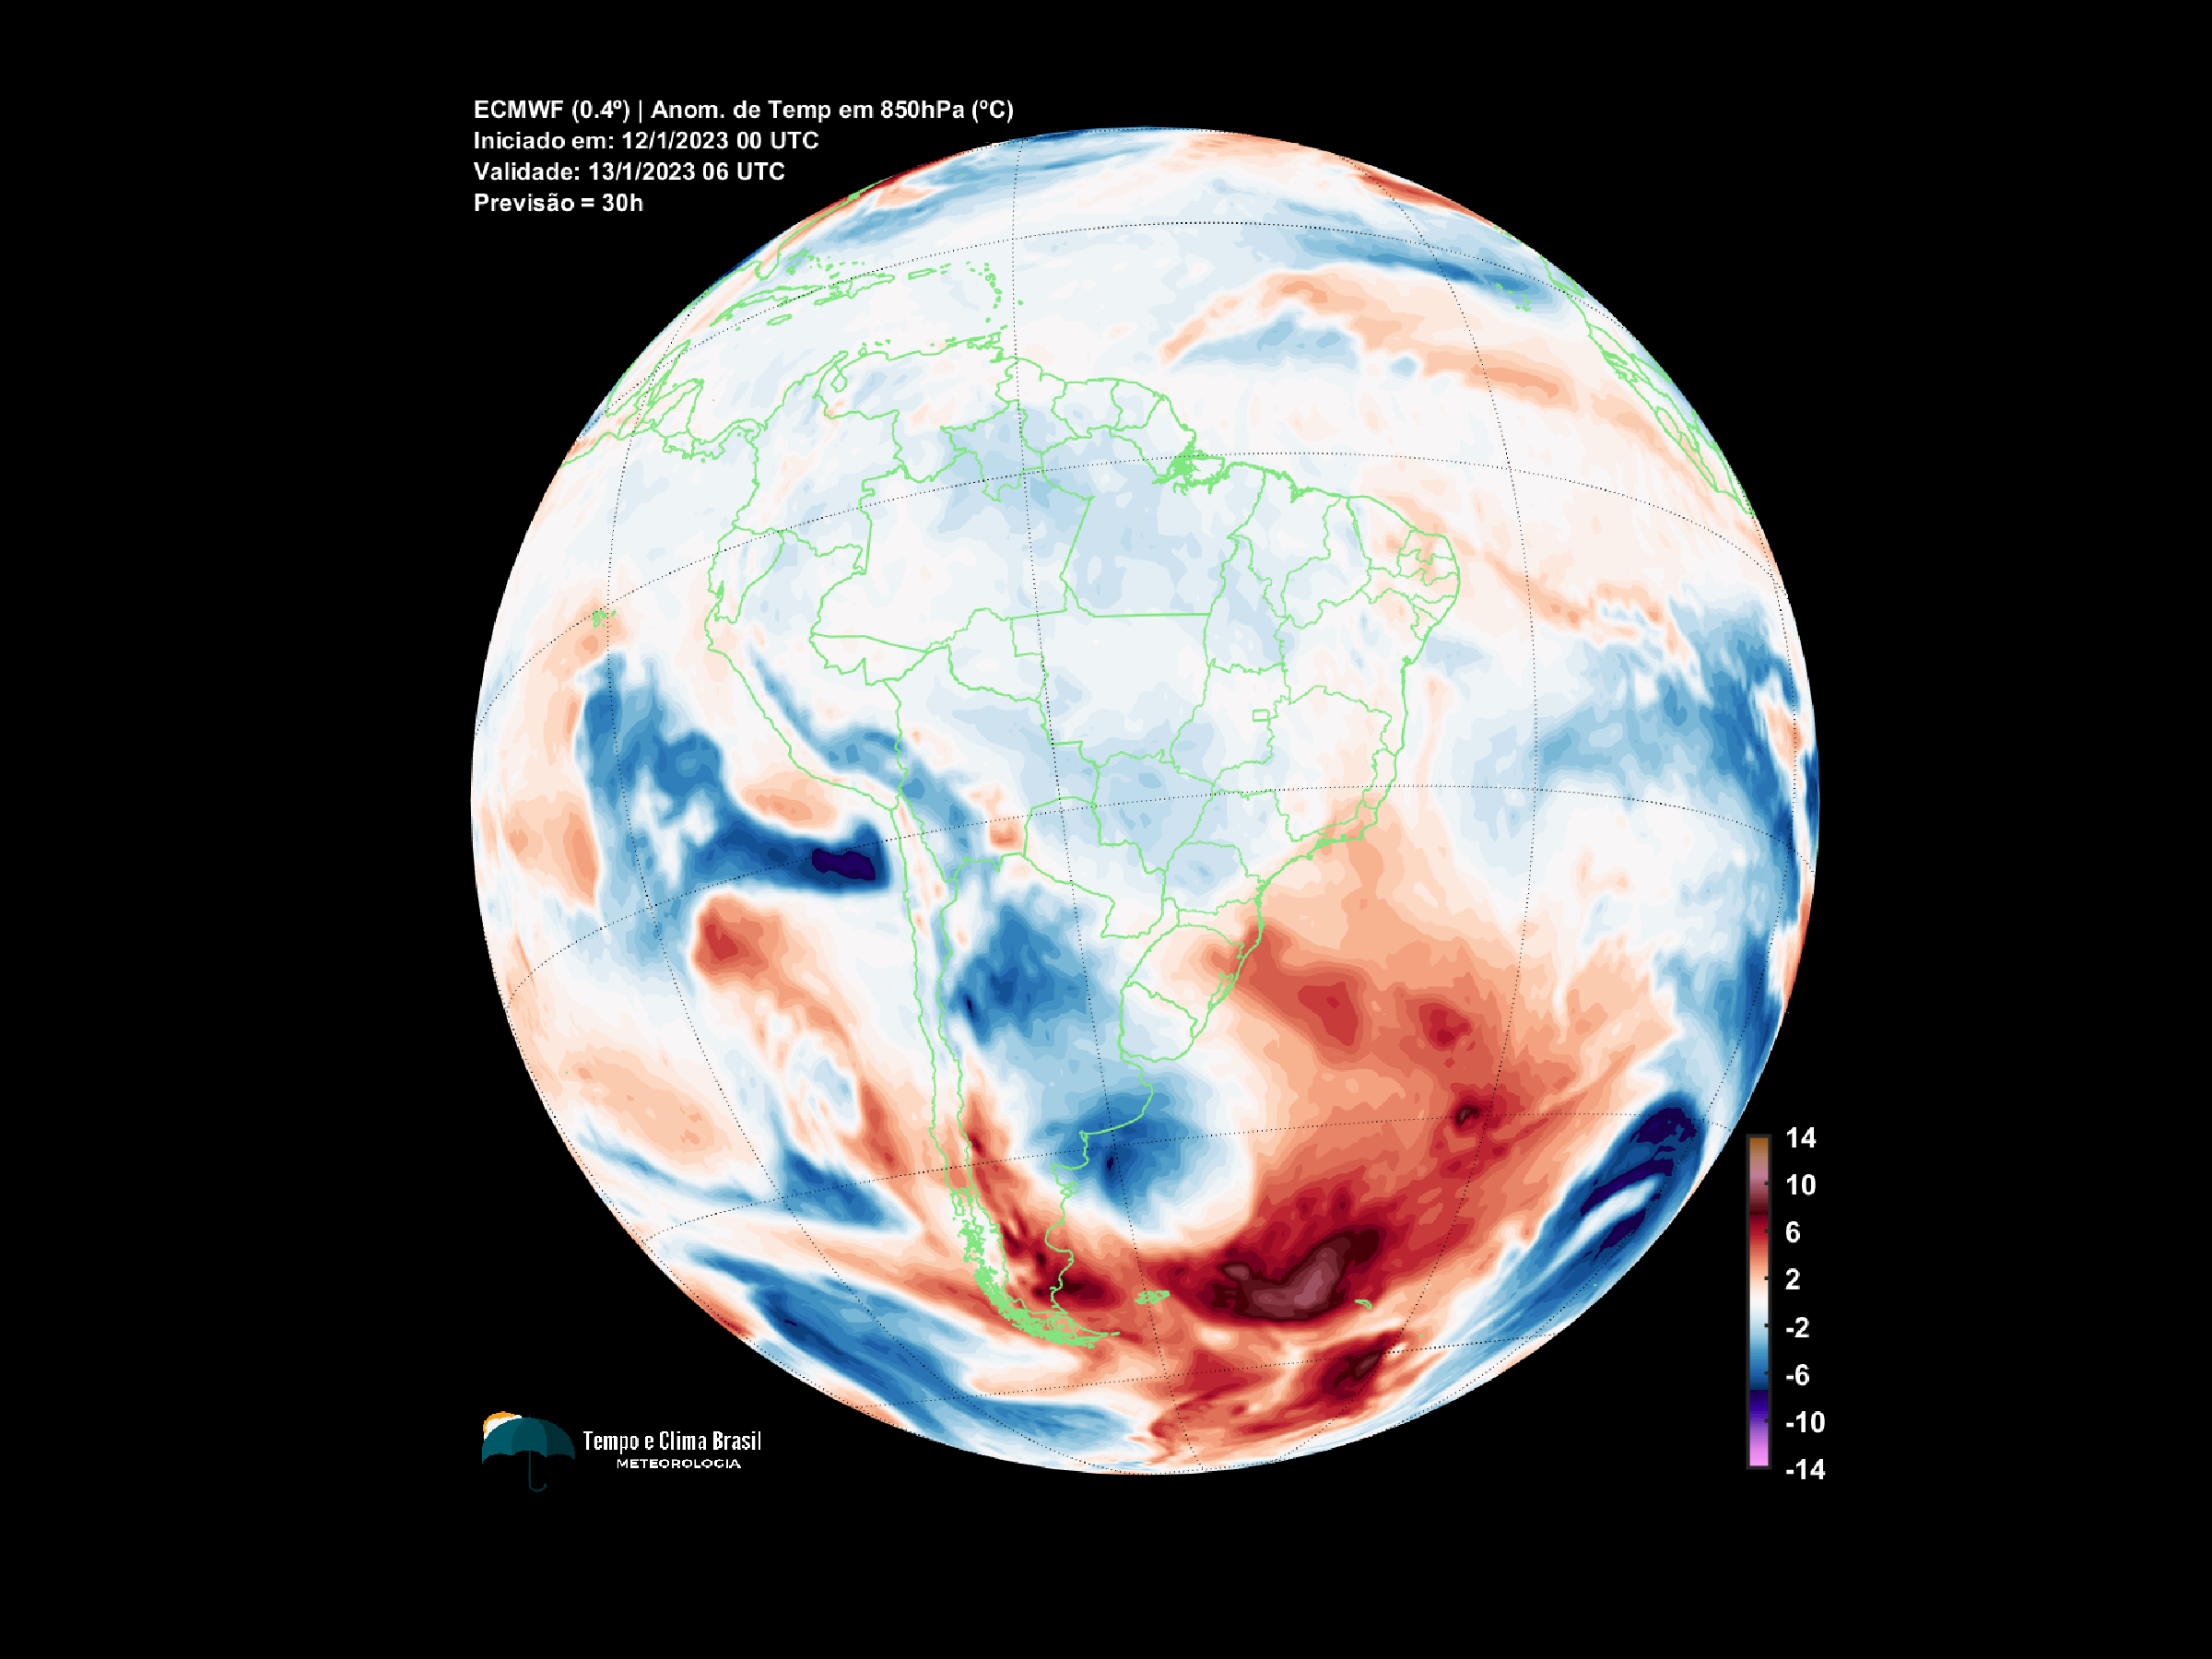 ECMWF (0.4º) | Anom. de Temp em 850hPa (ºC)
Iniciado em: 12/1/2023 00 UTC
Validade: 13/1/2023 06 UTC
Previsão = 30h
14
10
6
2
-2
-6
-10
-14
Tempo e Clima Brasil
METEOROLOGIA